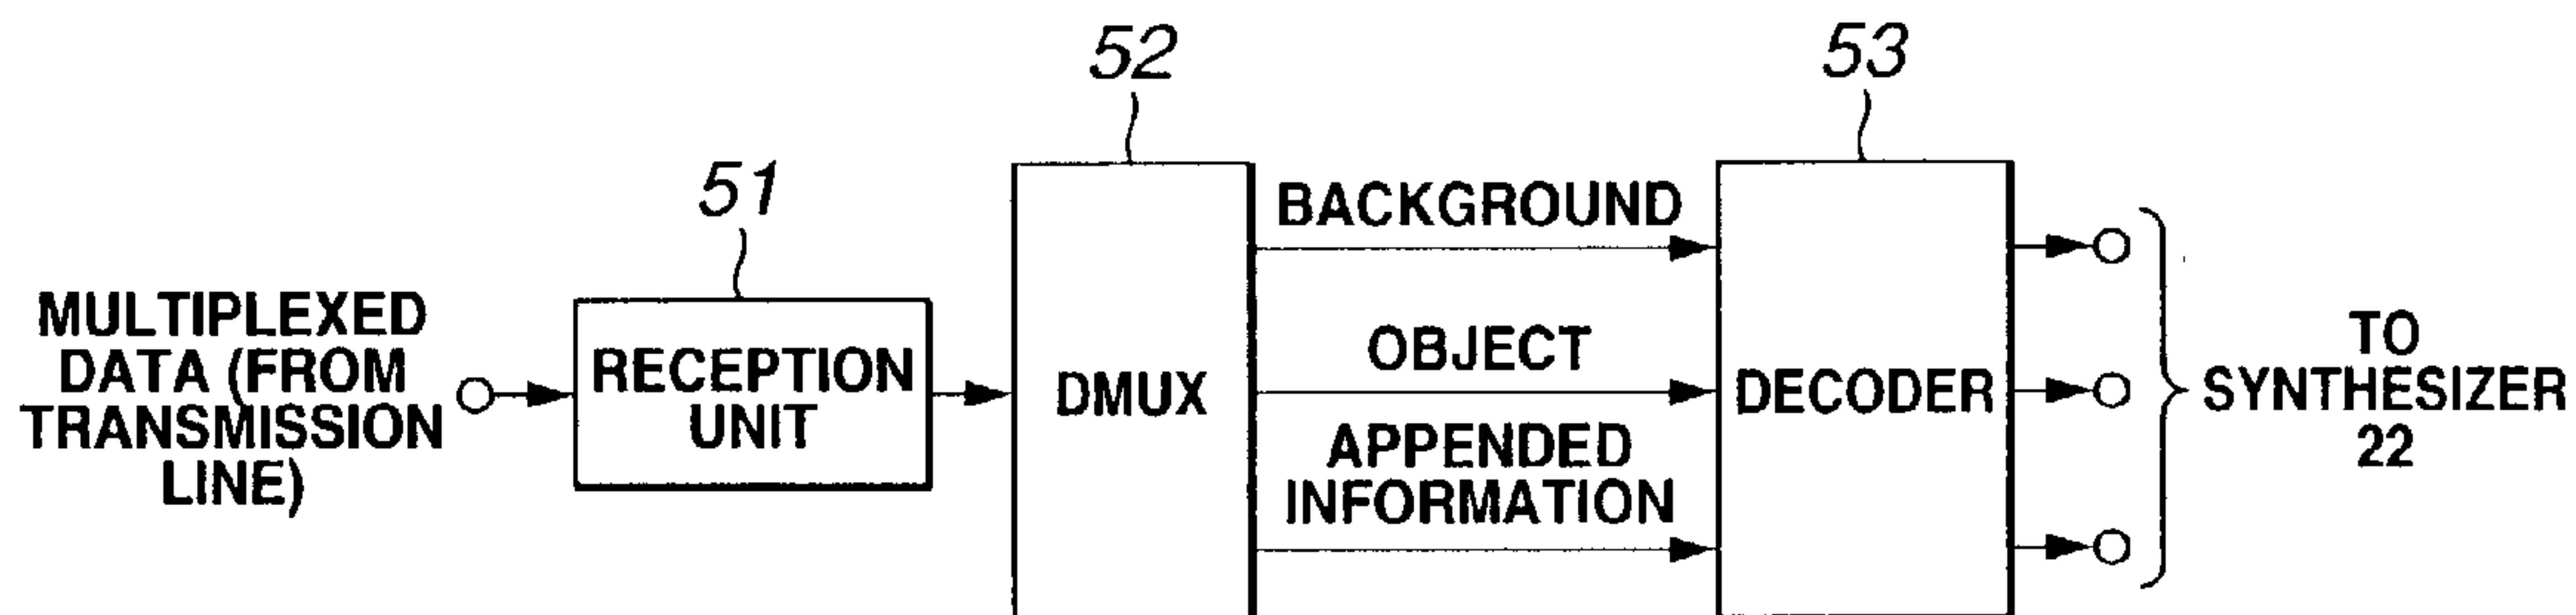 51
52
53
MULTIPLEXED
DATA (FROM
TRANSMISSION
LINE)
RECEPTION
UNIT
DMUX
BACKGROUND
OBJECT
APPENDED
INFORMATION
DECODER
TO
SYNTHESIZER
22